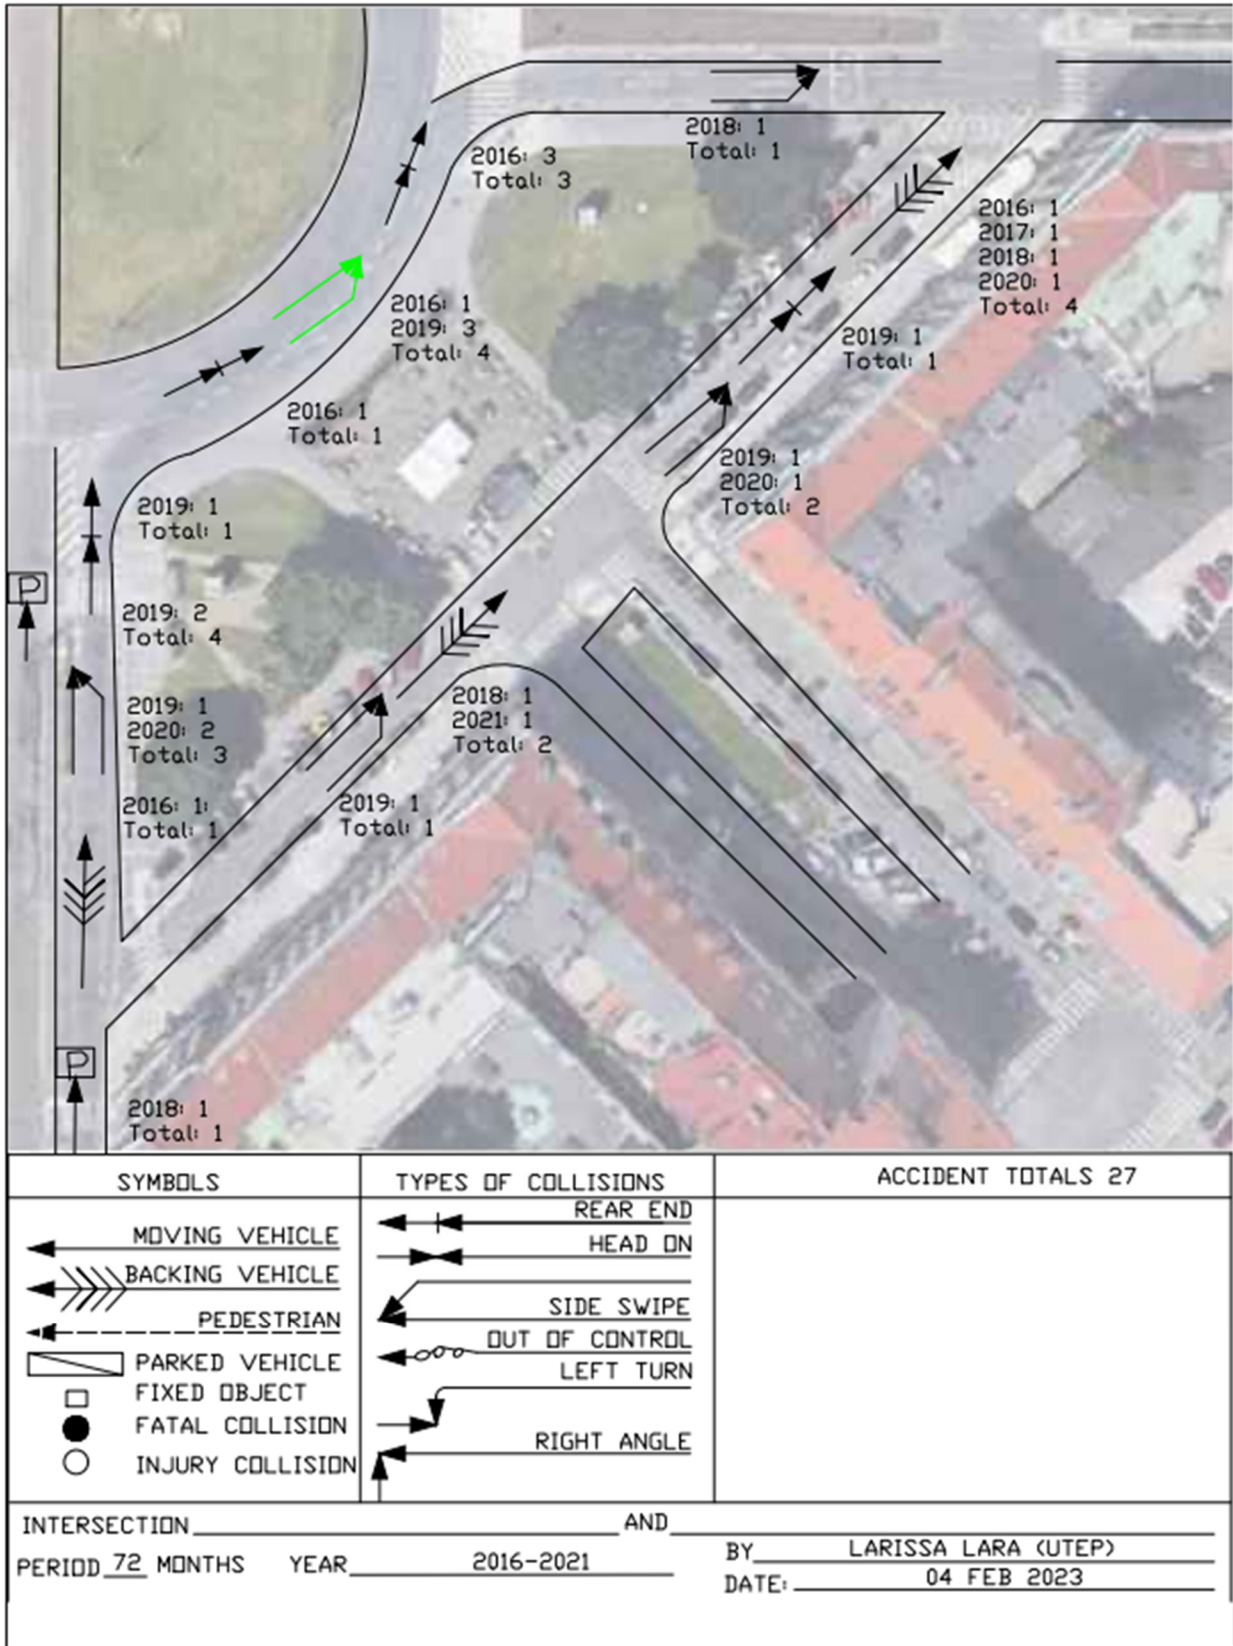 2018: 1
Total: 1
2016: 3
Total: 3
2016: 1
2017: 1
2018: 1
2020: 1
Total: 4
2016: 1
2019: 3
Total: 4
2019: 1
Total: 1
2016: 1
Total: 1
2019: 1
2020: 1
Total: 2
2019: 1
Total: 1
P
2019: 2
Total: 4
2019: 1
2020: 2
Total: 3
2018: 1
2021: 1
Total: 2
2016: 1:
Total: 1
2019: 1
Total: 1
P
2018: 1
Total: 1
SYMBOLS
MOVING VEHICLE
BACKING VEHICLE
PEDESTRIAN
PARKED VEHICLE
FIXED OBJECT
FATAL COLLISION
INJURY COLLISION
TYPES OF COLLISIONS
REAR END
HEAD ON
SIDE SWIPE
OUT OF CONTROL
LEFT TURN
RIGHT ANGLE
ACCIDENT TOTALS 27
INTERSECTION AND
PERIOD 72 MONTHS YEAR 2016-2021
BY LARISSA LARA (UTEP)
DATE: 04 FEB 2023